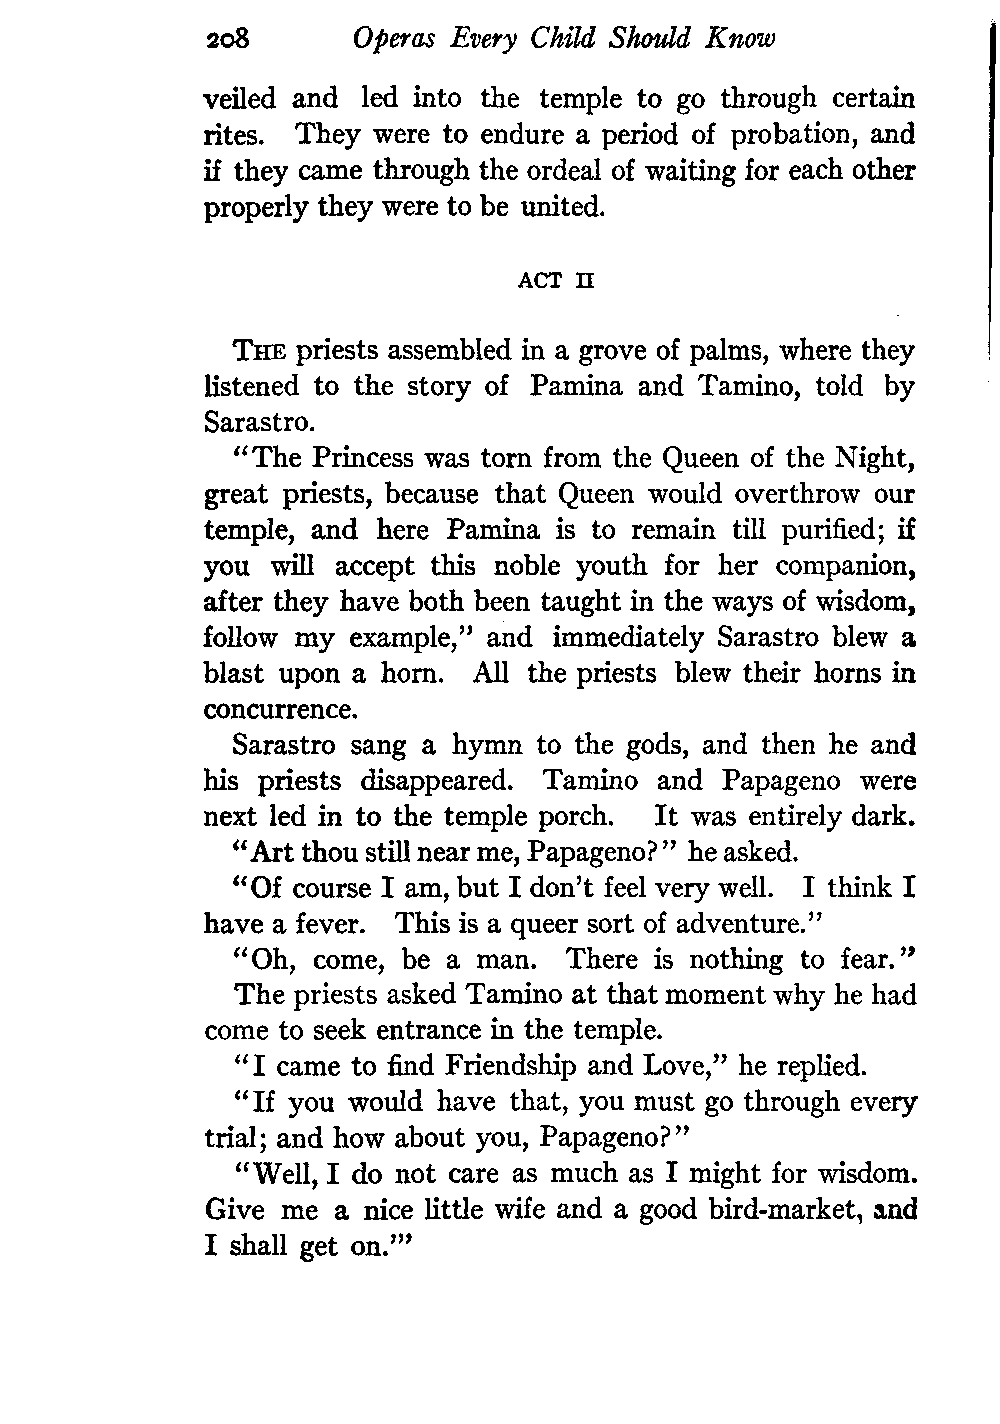 208 Operas Every Child Should Know
veiled and led into the temple to go through certain
rites. They were to endure a period of probation, and
if they came through the ordeal of waiting for each other
properly they were to be united.
ACT II
THE priests assembled in a grove of palms, where they
listened to the story of Pamina and Tamino, told by
Sarastro.
"The Princess was torn from the Queen of the Night,
great priests, because that Queen would overthrow our
temple, and here Pamina is to remain till purified; if
you will accept this noble youth for her companion,
after they have both been taught in the ways of wisdom,
follow my example," and immediately Sarastro blew a
blast upon a horn. All the priests blew their horns in
concurrence.
Sarastro sang a hymn to the gods, and then he and
his priests disappeared. Tamino and Papageno were
next led in to the temple porch. It was entirely dark.
"Art thou still near me, Papageno?" he asked.
"Of course I am, but I don't feel very well. I think I
have a fever. This is a queer sort of adventure."
"Oh, come, be a man. There is nothing to fear."
The priests asked Tamino at that moment why he had
come to seek entrance in the temple.
"I came to find Friendship and Love," he replied.
"If you would have that, you must go through every
trial; and how about you, Papageno?"
"Well, I do not care as much as I might for wisdom.
Give me a nice little wife and a good bird-market, and
I shall get on.'"